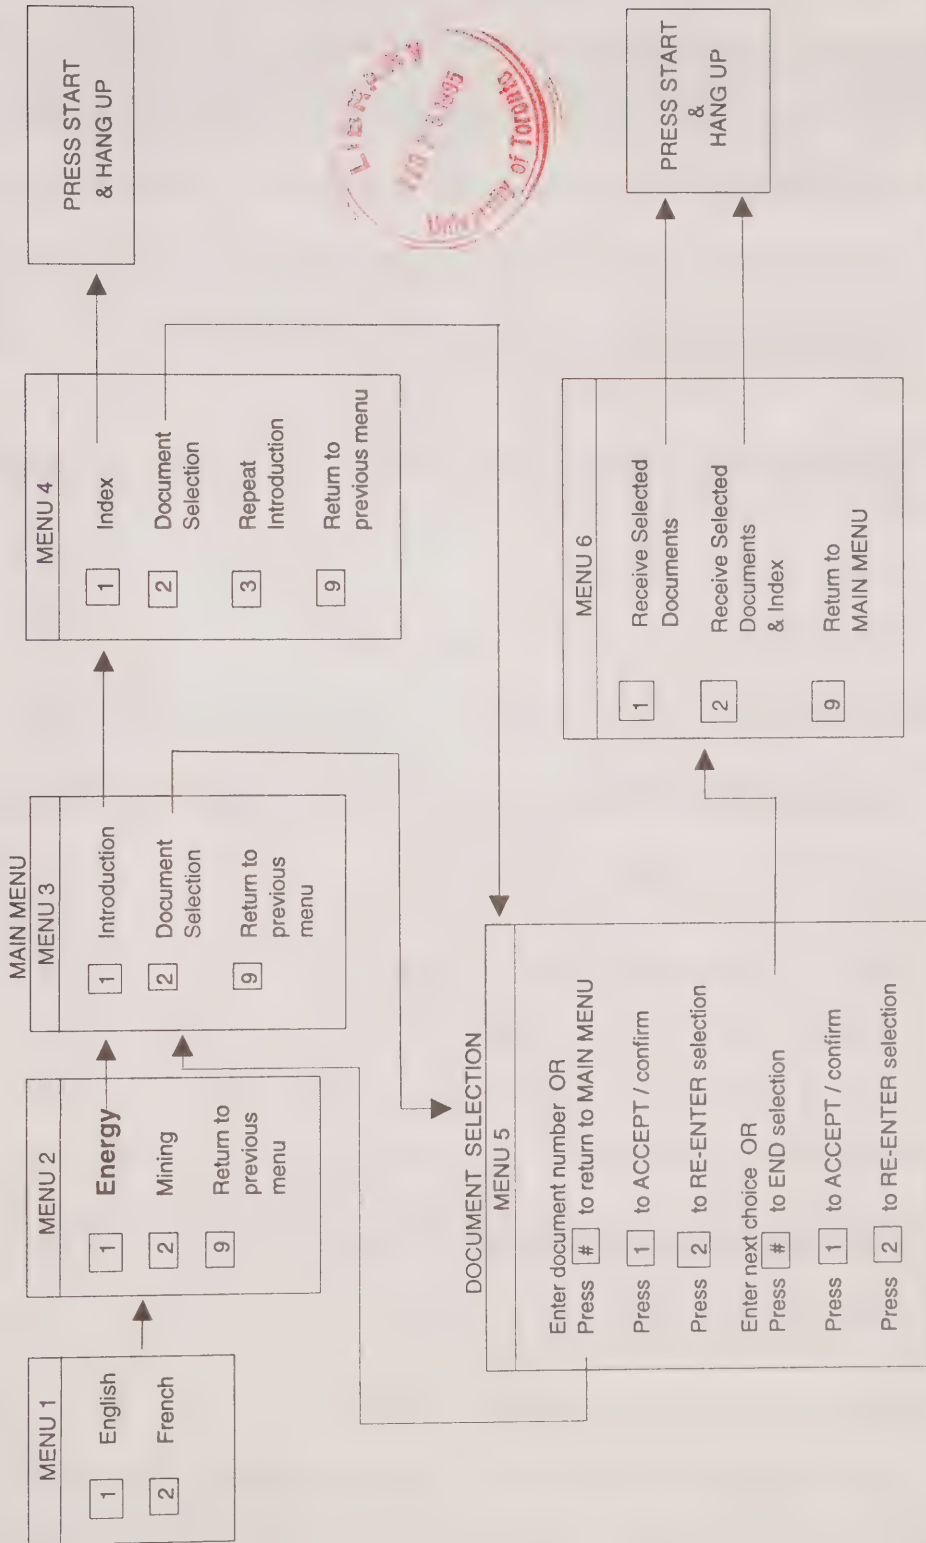 MENU 1
1 English
2 French
MENU 2
1 Energy
2 Mining
9 Return to
previous
menu
MAIN MENU
MENU 3
1 Introduction
2 Document
Selection
9 Return to
previous
menu
MENU 4
1 Index
2 Document
Selection
3 Repeat
Introduction
9 Return to
previous menu
PRESS START
& HANG UP
DOCUMENT SELECTION
MENU 5
Enter document number OR
Press # to return to MAIN MENU
Press 1 to ACCEPT / confirm
Press 2 to RE-ENTER selection
Enter next choice OR
Press # to END selection
Press 1 to ACCEPT / confirm
Press 2 to RE-ENTER selection
MENU 6
1 Receive Selected
Documents
2 Receive Selected
Documents
& Index
9 Return to
MAIN MENU
PRESS START
&
HANG UP
LIBRARY
1995
University of Toronto